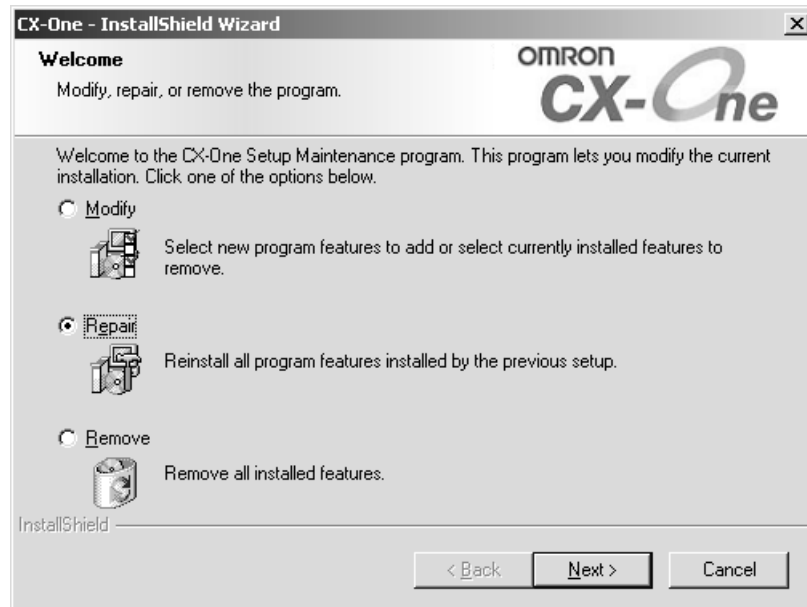 CX-One - InstallShield Wizard
Welcome
Modify, repair, or remove the program.
OMRON
CX-One
Welcome to the CX-One Setup Maintenance program. This program lets you modify the current
installation. Click one of the options below.
Modify
Select new program features to add or select currently installed features to
remove.
Repair
Reinstall all program features installed by the previous setup.
Remove
Remove all installed features.
InstallShield
< Back
Next >
Cancel